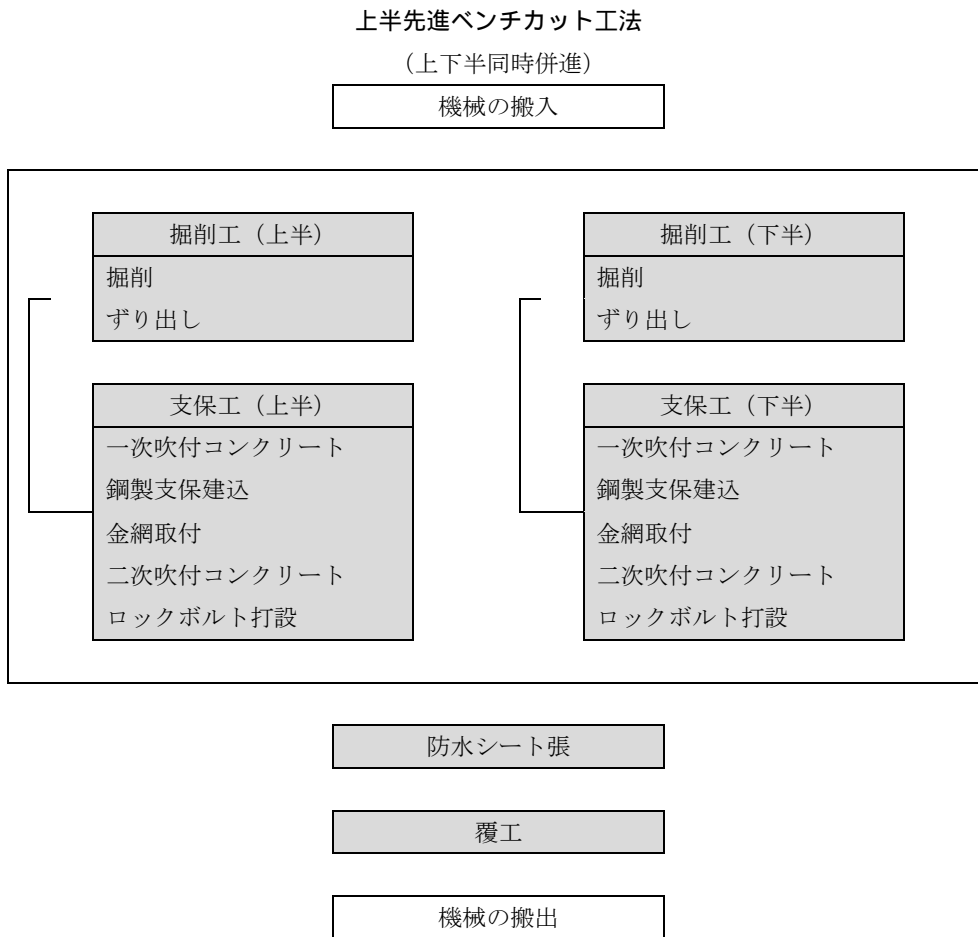 上半先進ベンチカット工法
（上下半同時併進）
機械の搬入
掘削工（上半）
掘削
ずり出し
支保工（上半）
一次吹付コンクリート
鋼製支保建込
金網取付
二次吹付コンクリート
ロックボルト打設
掘削工（下半）
掘削
ずり出し
支保工（下半）
一次吹付コンクリート
鋼製支保建込
金網取付
二次吹付コンクリート
ロックボルト打設
防水シート張
覆工
機械の搬出